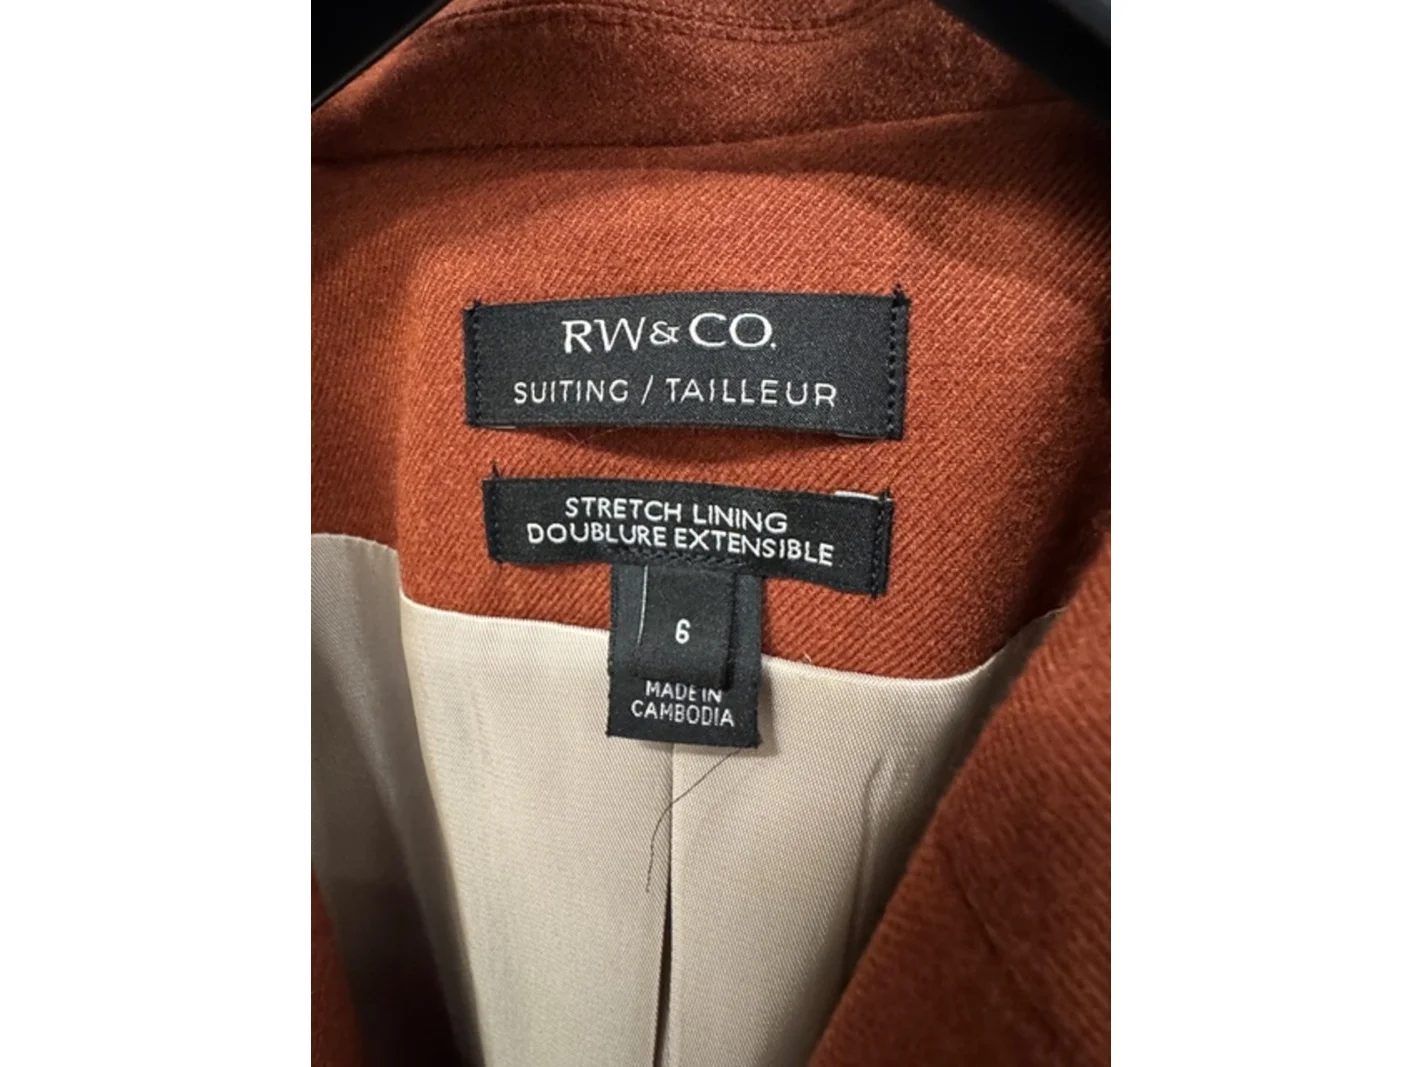 RW&CO.
SUITING / TAILLEUR
STRETCH LINING
DOUBLURE EXTENSIBLE
6
MADE IN
CAMBODIA